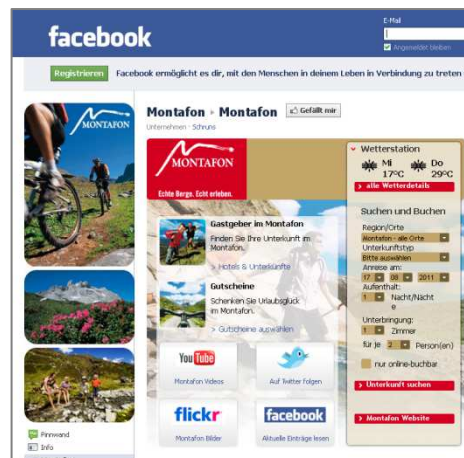 facebook
E-Mail
Angemeldet bleiben
Registrieren
Facebook ermöglicht es dir, mit den Menschen in deinem Leben in Verbindung zu treten
MONTAFON
Montafon ▸ Montafon
Gefällt mir
Unternehmen · Schruns
MONTAFON
Echte Berge. Echt erleben.
Gastgeber im Montafon
Finden Sie Ihre Unterkunft im
Montafon.
> Hotels & Unterkünfte
Gutscheine
Schenken Sie Urlaubsglück
im Montafon.
> Gutscheine auswählen
YouTube
Montafon Videos
Auf Twitter folgen
flickr
Montafon Bilder
facebook
Aktuelle Einträge lesen
Wetterstation
Mi
17°C
Do
29°C
> alle Wetterdetails
Suchen und Buchen
Region/Orte
Montafon - alle Orte
Unterkunftstyp
Bitte auswählen
Anreise am:
17 08 2011
Aufenthalt:
1 Nacht/Nächt
e
Unterbringung:
1 Zimmer
für je 2 Person(en)
nur online-buchbar
> Unterkunft suchen
> Montafon Website
Pinnwand
Info